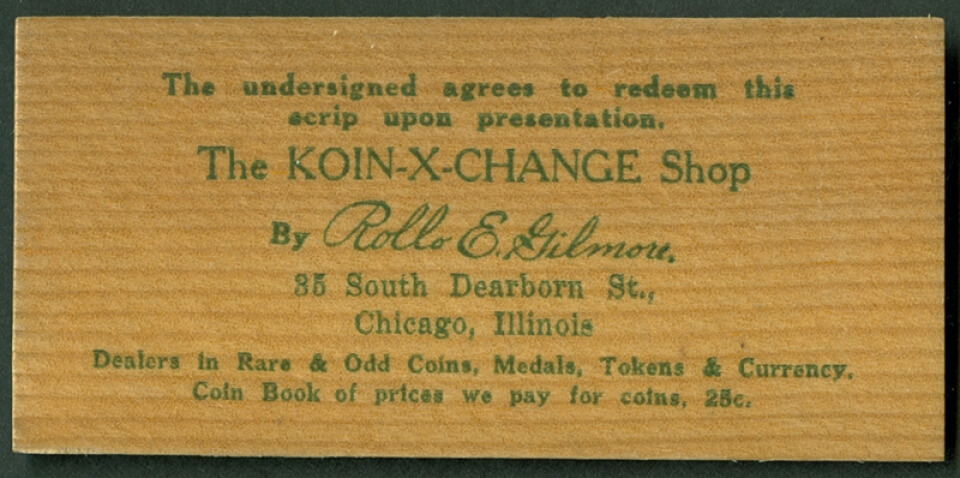 The undersigned agrees to redeem this
scrip upon presentation.
The KOIN-X-CHANGE Shop
By Rollo E. Gilmore.
35 South Dearborn St.,
Chicago, Illinois
Dealers in Rare & Odd Coins, Medals, Tokens & Currency.
Coin Book of prices we pay for coins, 25c.